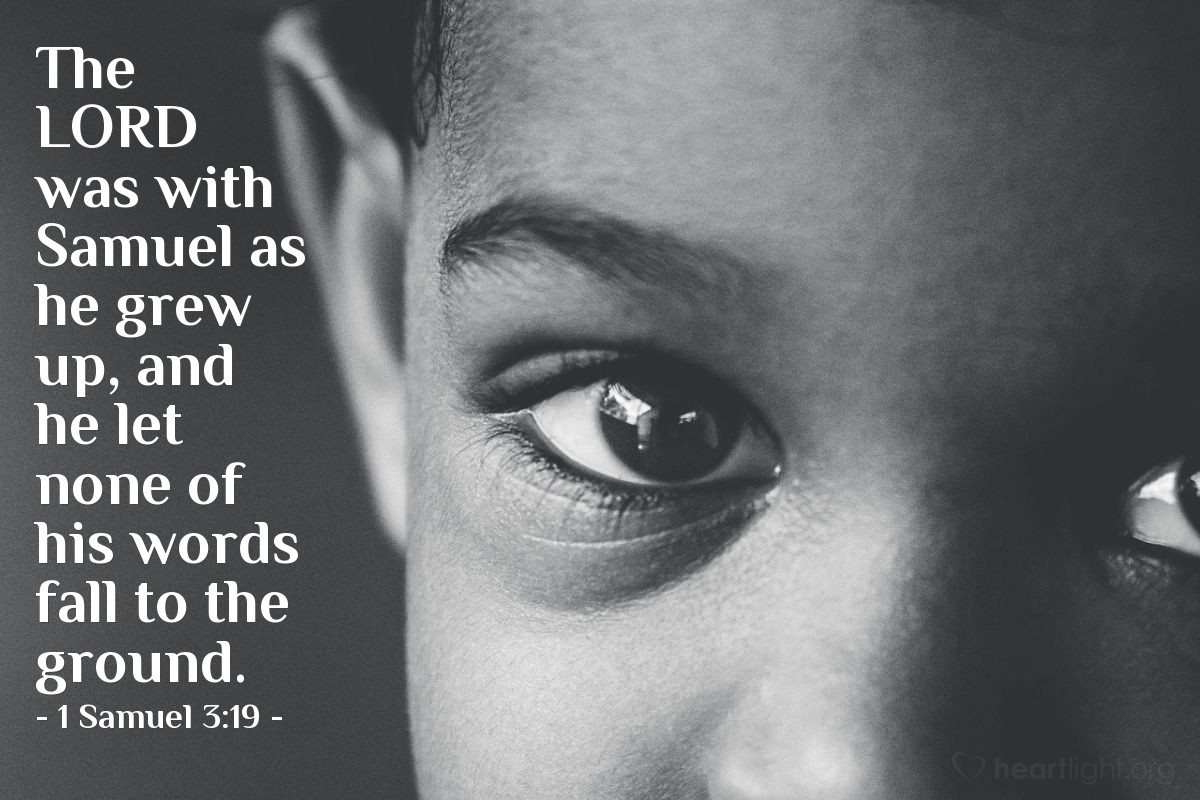 The
LORD
was with
Samuel as
he grew
up, and
he let
none of
his words
fall to the
ground.
- 1 Samuel 3:19 -
heartlight.org